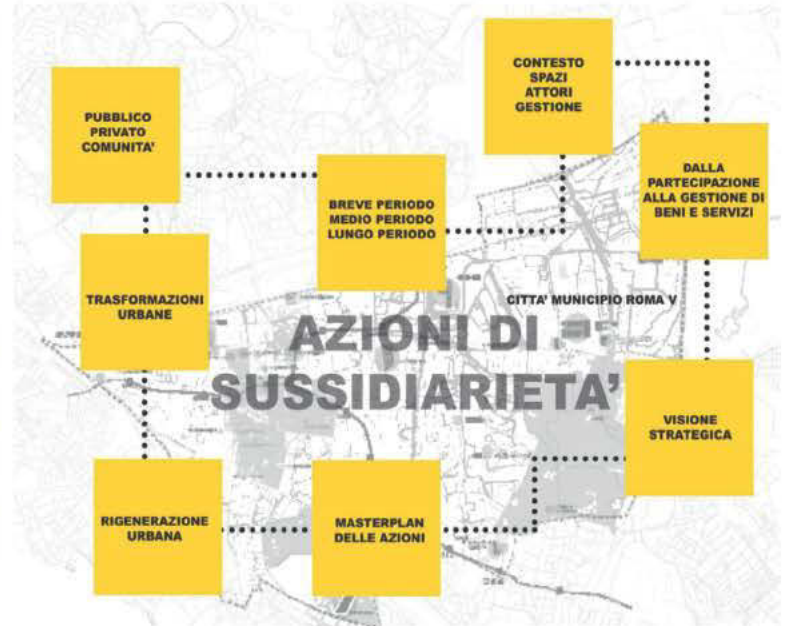 CONTESTO
SPAZI
ATTORI
GESTIONE
PUBBLICO
PRIVATO
COMUNITA'
DALLA
PARTECIPAZIONE
ALLA GESTIONE DI
BENI E SERVIZI
BREVE PERIODO
MEDIO PERIODO
LUNGO PERIODO
TRASFORMAZIONI
URBANE
CITTA' MUNICIPIO ROMA V
AZIONI DI
SUSSIDIARIETA'
VISIONE
STRATEGICA
RIGENERAZIONE
URBANA
MASTERPLAN
DELLE AZIONI